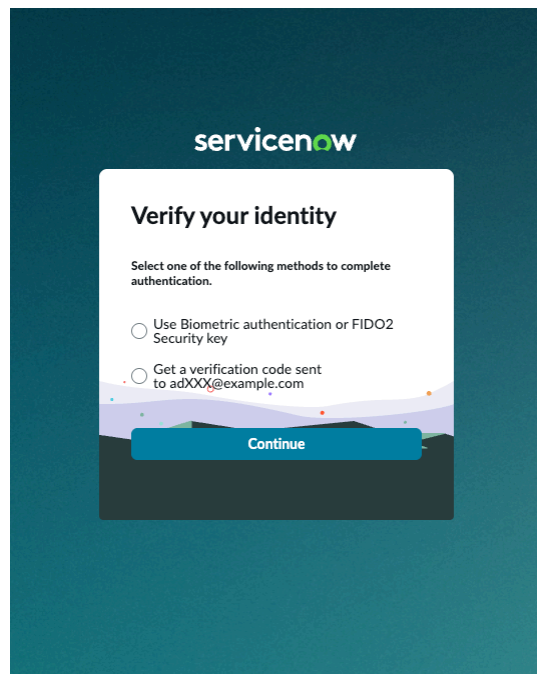 servicenow
Verify your identity
Select one of the following methods to complete
authentication.
Use Biometric authentication or FIDO2
Security key
Get a verification code sent
to adXXX@example.com
Continue